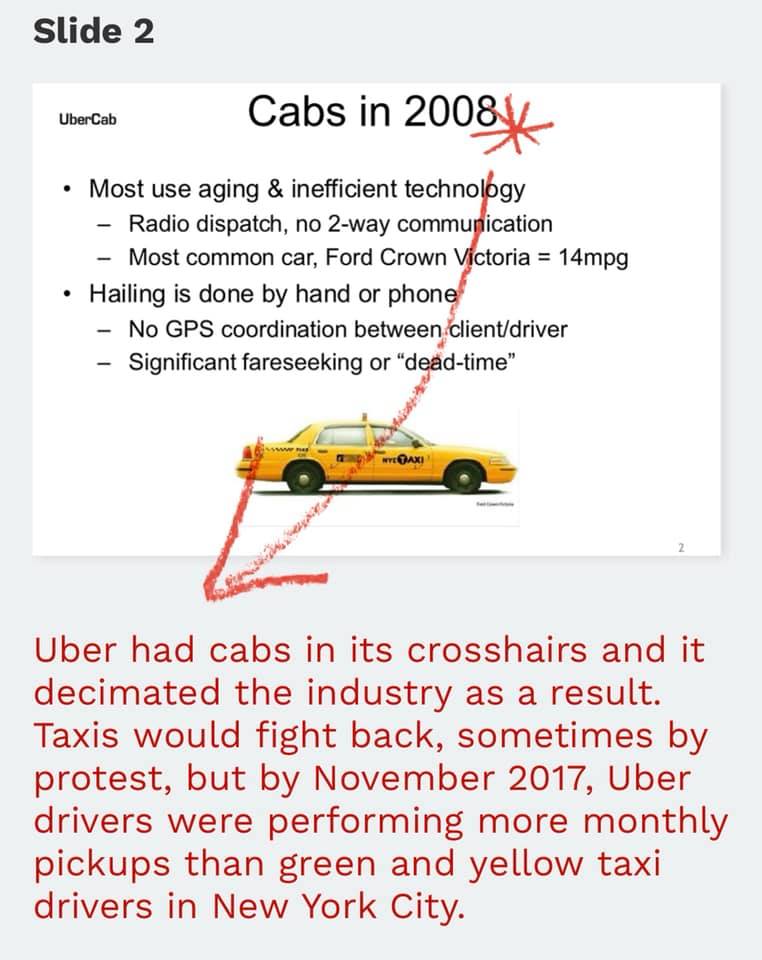 Slide 2
UberCab
Cabs in 2008
• Most use aging & inefficient technology
– Radio dispatch, no 2-way communication
– Most common car, Ford Crown Victoria = 14mpg
• Hailing is done by hand or phone
– No GPS coordination between client/driver
– Significant fareseeking or “dead-time”
NYC TAXI
Ford Crown Victoria
2
Uber had cabs in its crosshairs and it
decimated the industry as a result.
Taxis would fight back, sometimes by
protest, but by November 2017, Uber
drivers were performing more monthly
pickups than green and yellow taxi
drivers in New York City.